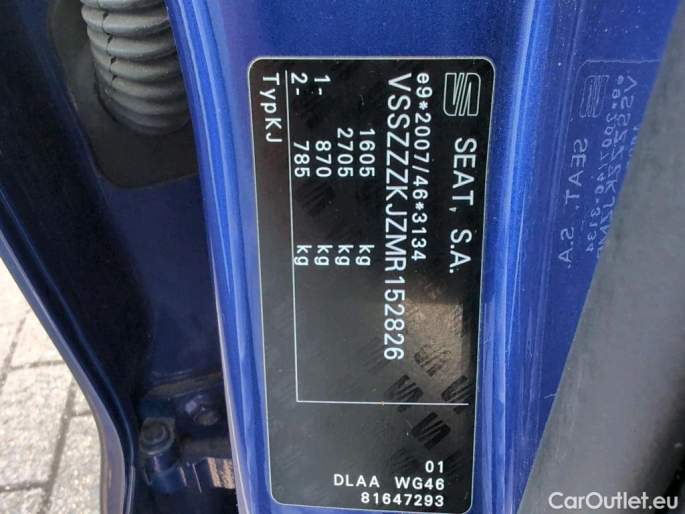 SEAT, S.A.
e9*2007/46*3134
VSSZZZKJZMR152826
1605 kg
2705 kg
1- 870 kg
2- 785 kg
TypKJ
01
DLAA WG46
81647293
CarOutlet.eu